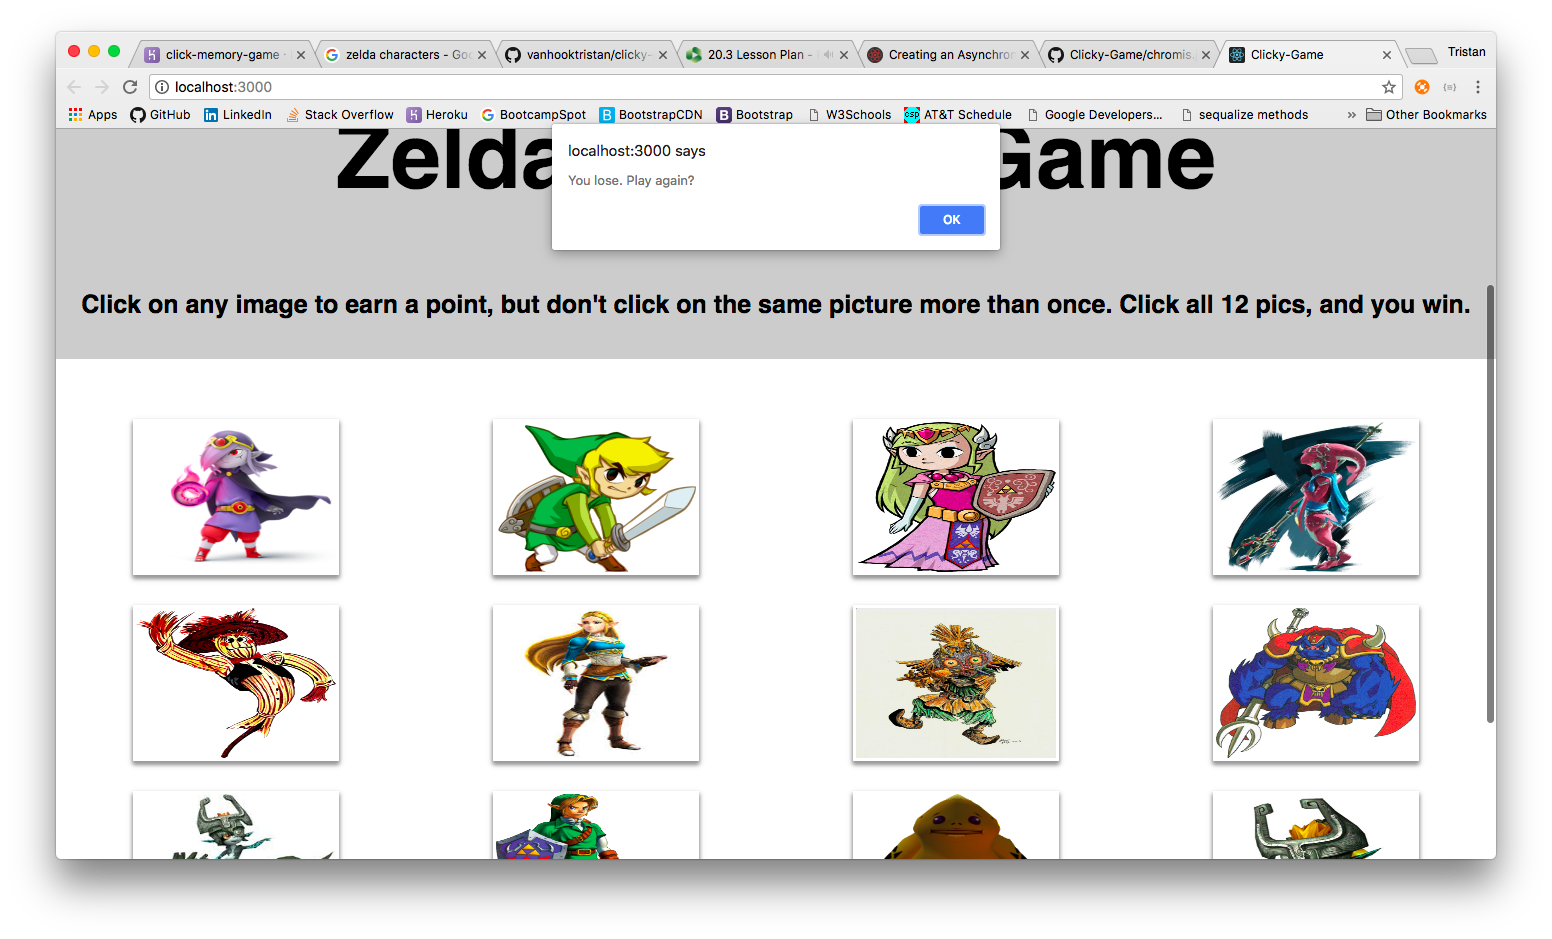 click-memory-game -
zelda characters - Goo
vanhooktristan/clicky-
20.3 Lesson Plan -
Creating an Asynchron
Clicky-Game/chromis.
Clicky-Game
Tristan
localhost:3000
Apps
GitHub
LinkedIn
Stack Overflow
Heroku
BootcampSpot
BootstrapCDN
Bootstrap
W3Schools
AT&T Schedule
Google Developers...
sequalize methods
»
Other Bookmarks
localhost:3000 says
You lose. Play again?
OK
Zelda
Game
Click on any image to earn a point, but don't click on the same picture more than once. Click all 12 pics, and you win.